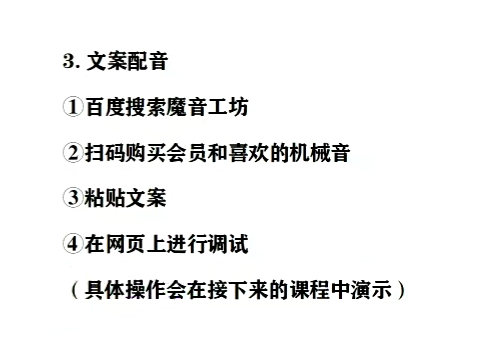 3. 文案配音
①百度搜索魔音工坊
②扫码购买会员和喜欢的机械音
③粘贴文案
④在网页上进行调试
（具体操作会在接下来的课程中演示）